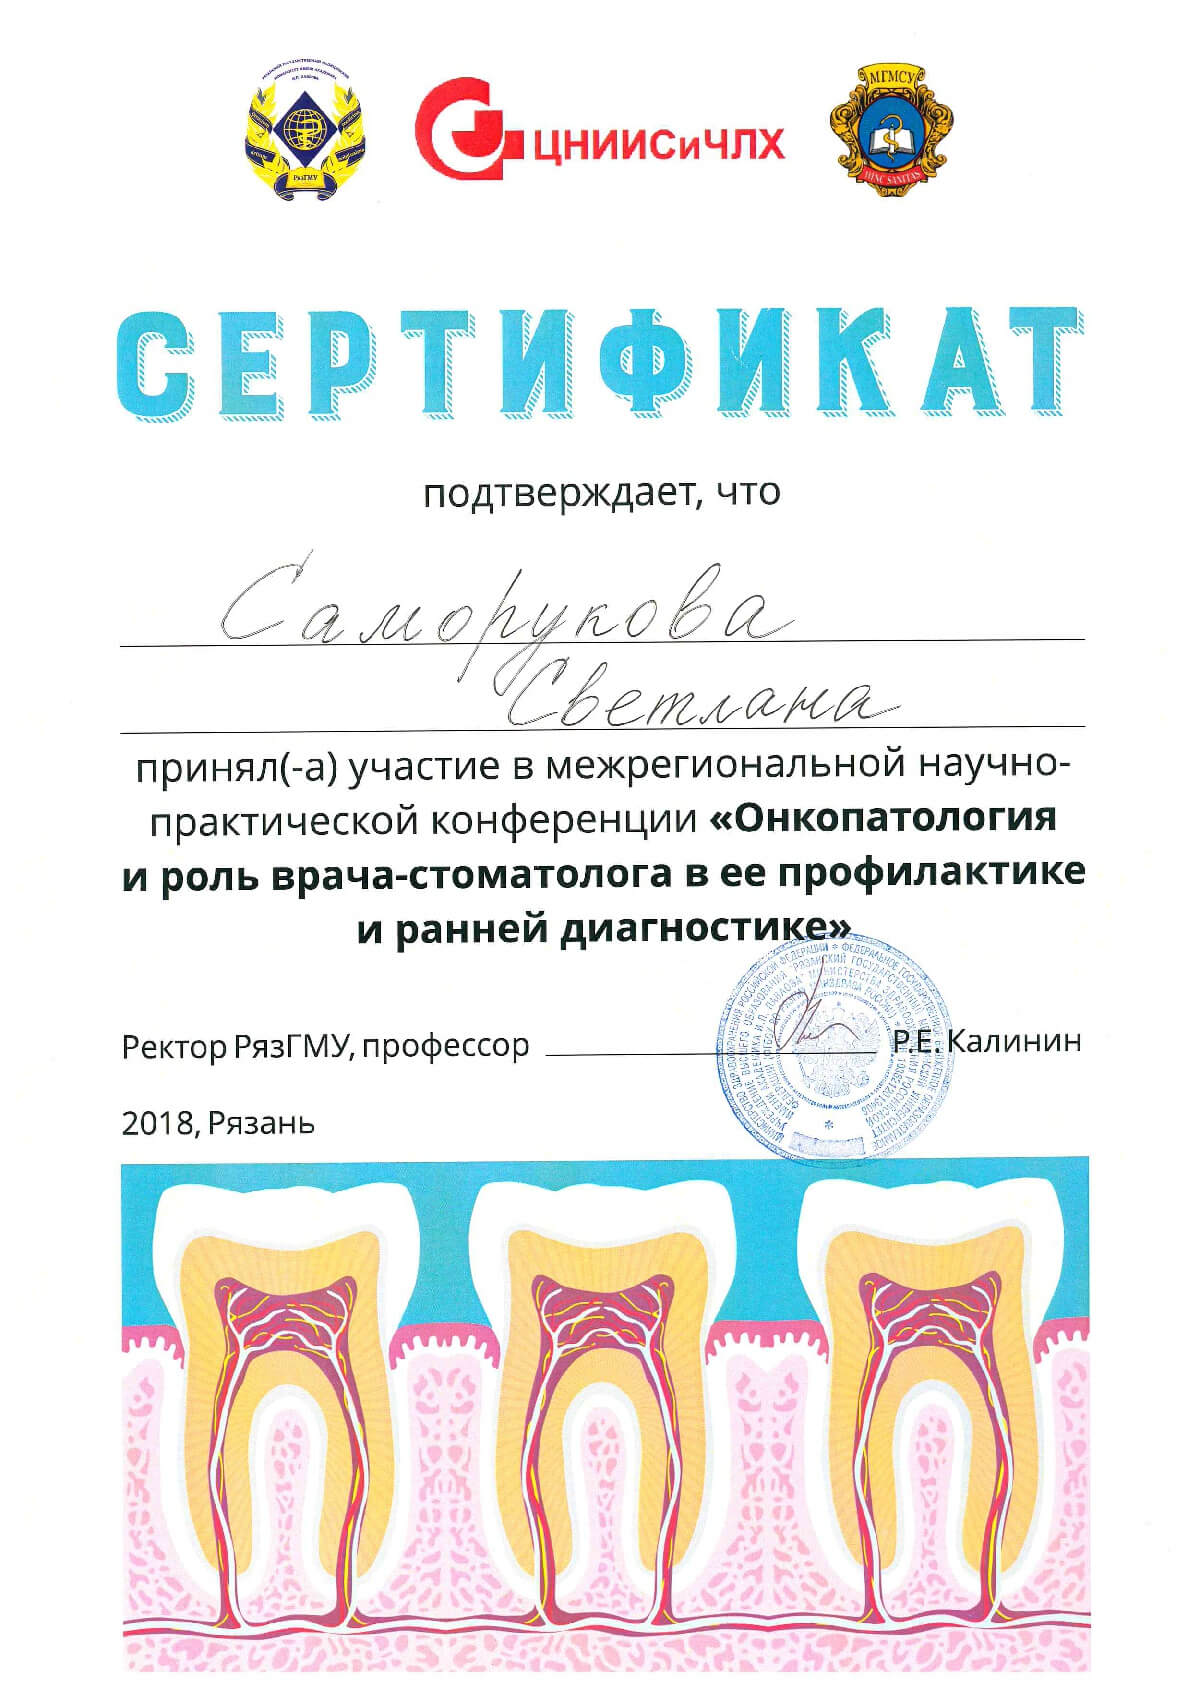 РязГМУ
ЦНИИСиЧЛХ
МГМСУ
HINC SANITAS
СЕРТИФИКАТ
подтверждает, что
Саморукова
Светлана
принял(-а) участие в межрегиональной научно-
практической конференции «Онкопатология
и роль врача-стоматолога в ее профилактике
и ранней диагностике»
Ректор РязГМУ, профессор Р.Е. Калинин
2018, Рязань